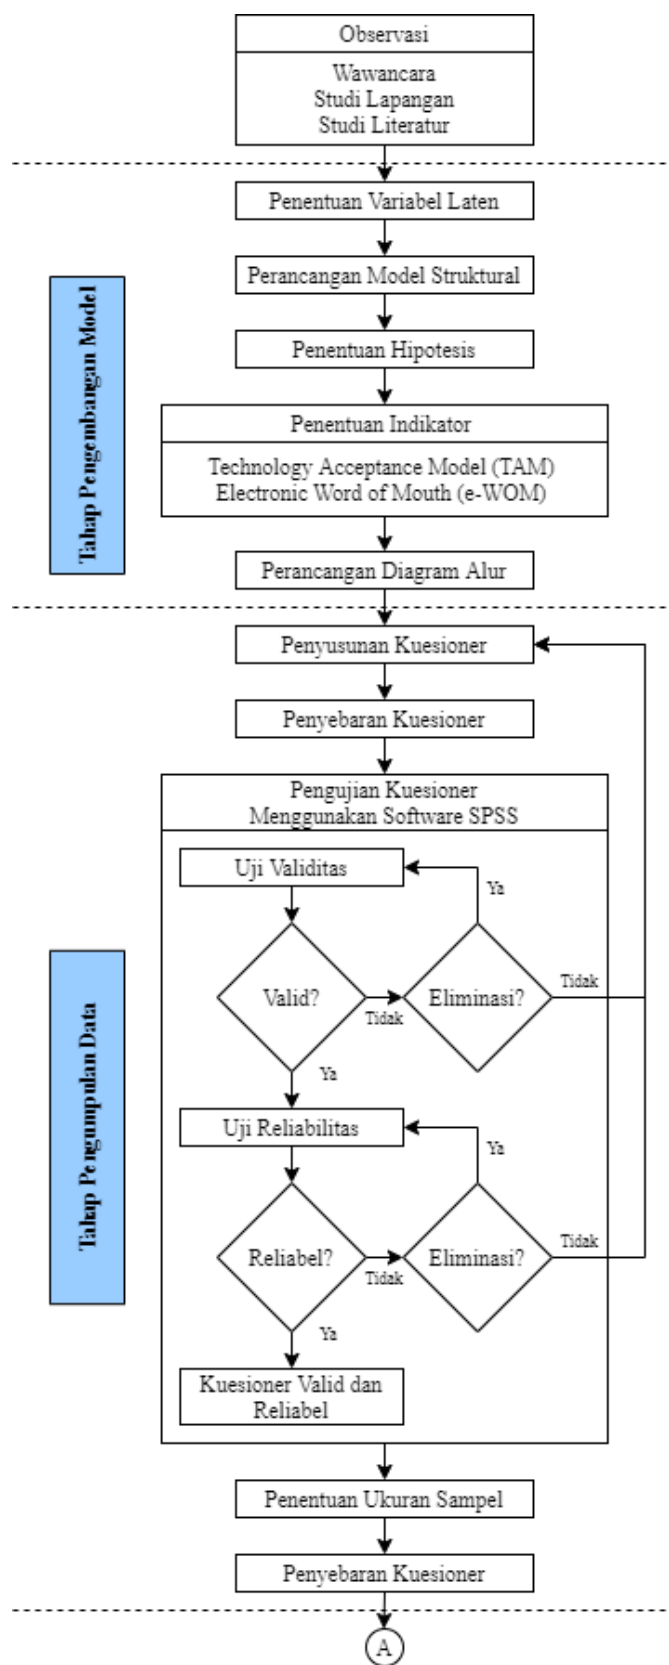 Observasi
Wawancara
Studi Lapangan
Studi Literatur
Penentuan Variabel Laten
Perancangan Model Struktural
Penentuan Hipotesis
Penentuan Indikator
Technology Acceptance Model (TAM)
Electronic Word of Mouth (e-WOM)
Perancangan Diagram Alur
Tahap Pengembangan Model
Penyusunan Kuesioner
Penyebaran Kuesioner
Pengujian Kuesioner
Menggunakan Software SPSS
Uji Validitas
Ya
Valid?
Tidak
Eliminasi?
Tidak
Ya
Uji Reliabilitas
Ya
Reliabel?
Tidak
Eliminasi?
Tidak
Ya
Kuesioner Valid dan
Reliabel
Tahap Pengumpulan Data
Penentuan Ukuran Sampel
Penyebaran Kuesioner
A